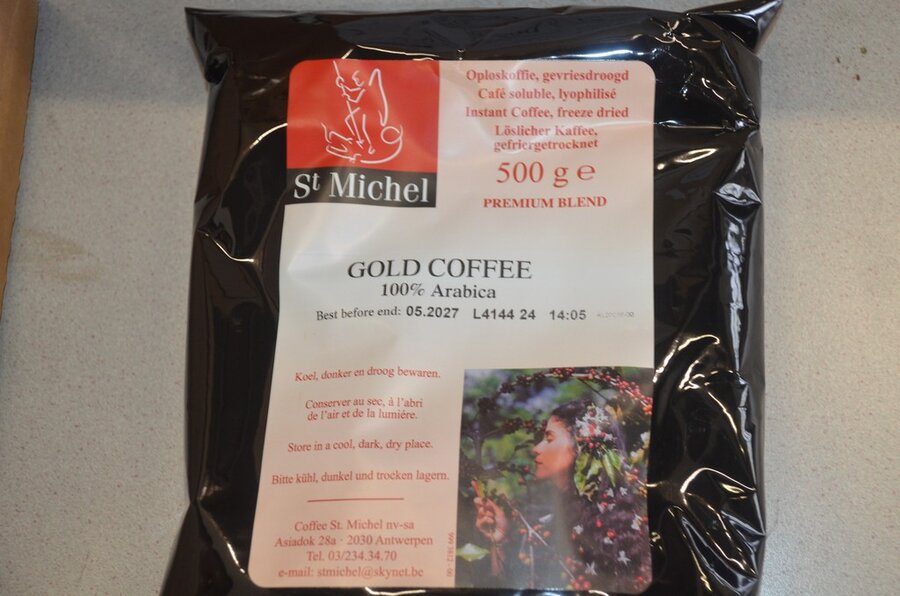 St Michel
Oploskoffie, gevriesdroogd
Café soluble, lyophilisé
Instant Coffee, freeze dried
Löslicher Kaffee,
gefriergetrocknet
500 g ℮
PREMIUM BLEND
GOLD COFFEE
100% Arabica
Best before end: 05.2027 L4144 24 14:05
Koel, donker en droog bewaren.
Conserver au sec, à l'abri
de l'air et de la lumiére.
Store in a cool, dark, dry place.
Bitte kühl, dunkel und trocken lagern.
Coffee St. Michel nv-sa
Asiadok 28a · 2030 Antwerpen
Tel. 03/234.34.70
e-mail: stmichel@skynet.be